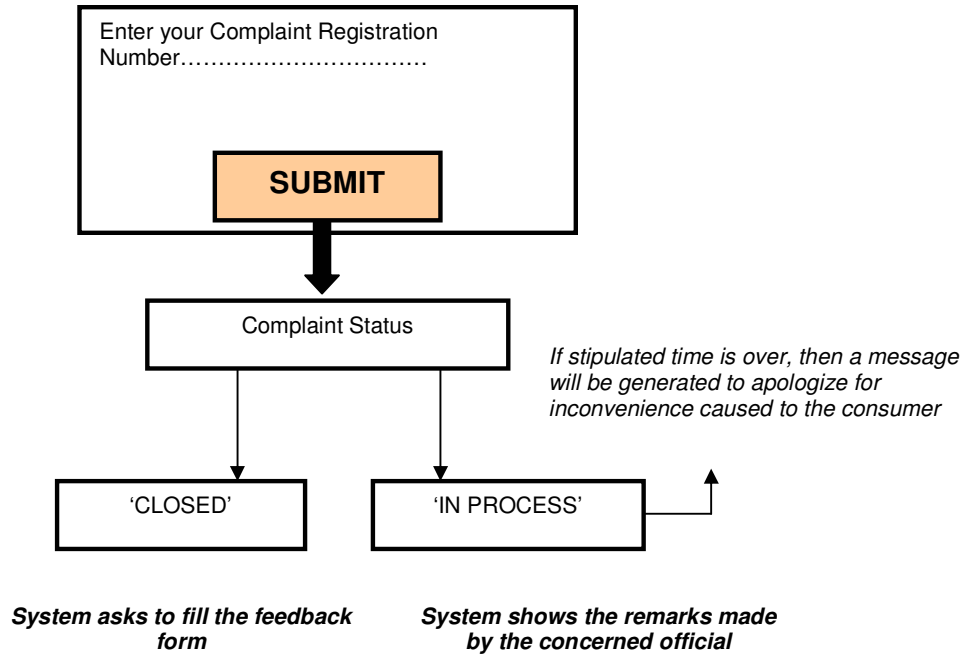 Enter your Complaint Registration
Number……………………………
SUBMIT
Complaint Status
If stipulated time is over, then a message
will be generated to apologize for
inconvenience caused to the consumer
‘CLOSED’
‘IN PROCESS’
System asks to fill the feedback
form
System shows the remarks made
by the concerned official